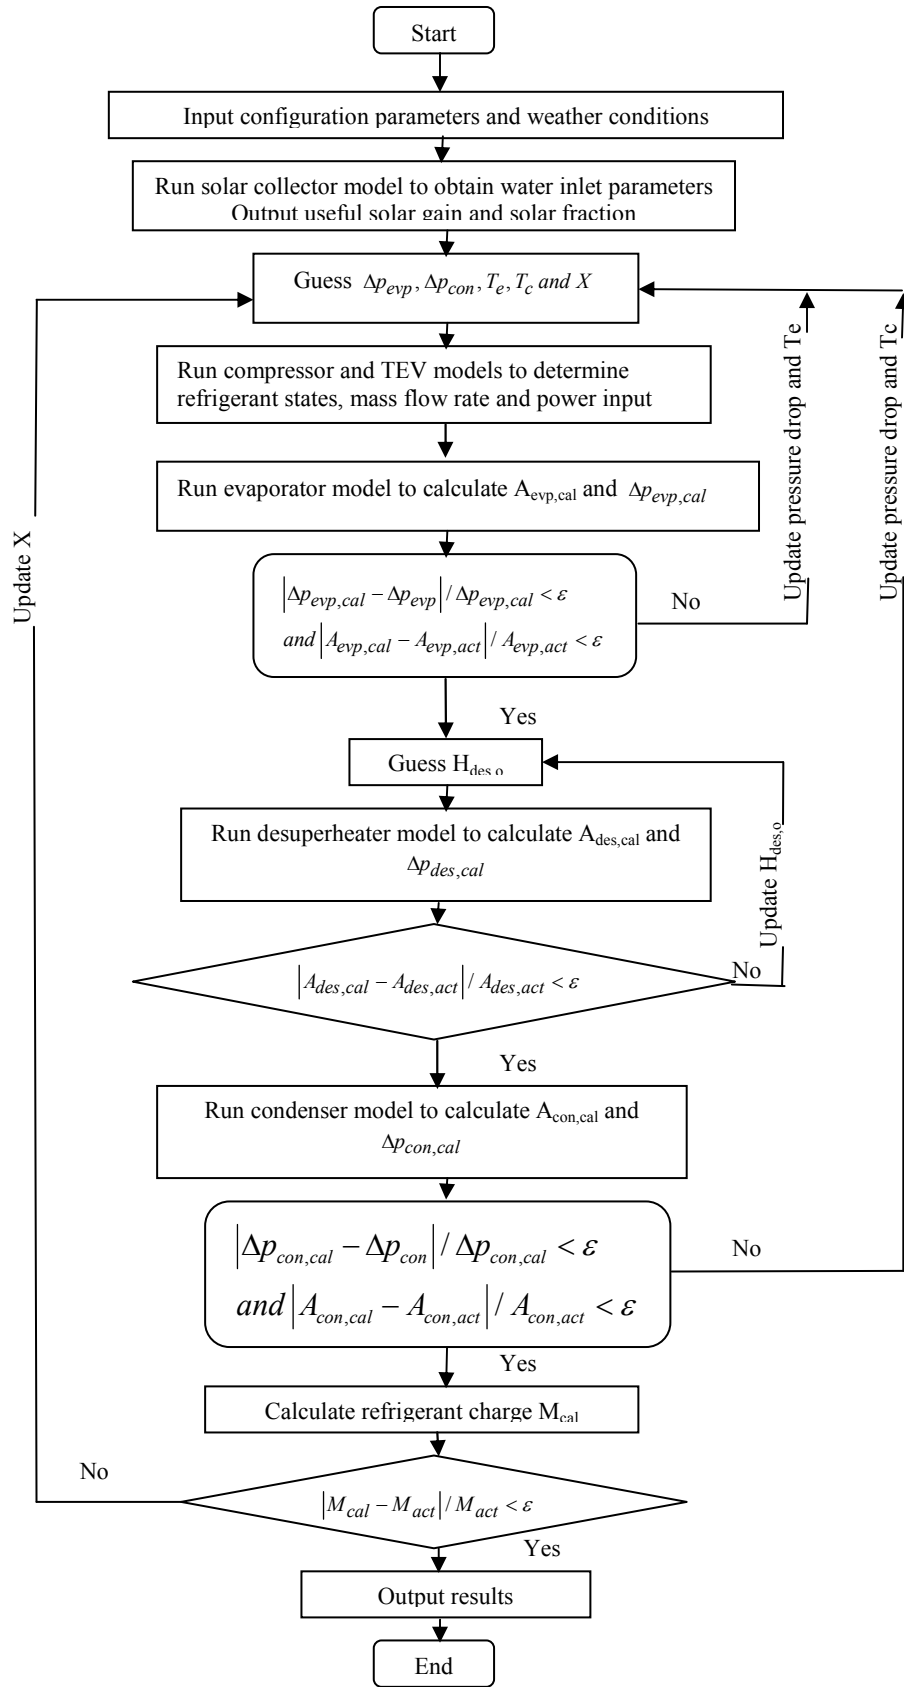 Start
Input configuration parameters and weather conditions
Run solar collector model to obtain water inlet parameters
Output useful solar gain and solar fraction
Guess Δp_evp, Δp_con, T_e, T_c and X
Run compressor and TEV models to determine
refrigerant states, mass flow rate and power input
Run evaporator model to calculate A_evp,cal and Δp_evp,cal
|Δp_evp,cal − Δp_evp| / Δp_evp,cal < ε
and |A_evp,cal − A_evp,act| / A_evp,act < ε
No
Update pressure drop and Te
Update pressure drop and Tc
Update X
Yes
Guess H_des,o
Run desuperheater model to calculate A_des,cal and
Δp_des,cal
Update H_des,o
|A_des,cal − A_des,act| / A_des,act < ε
No
Yes
Run condenser model to calculate A_con,cal and
Δp_con,cal
|Δp_con,cal − Δp_con| / Δp_con,cal < ε
and |A_con,cal − A_con,act| / A_con,act < ε
No
Yes
Calculate refrigerant charge M_cal
No
|M_cal − M_act| / M_act < ε
Yes
Output results
End